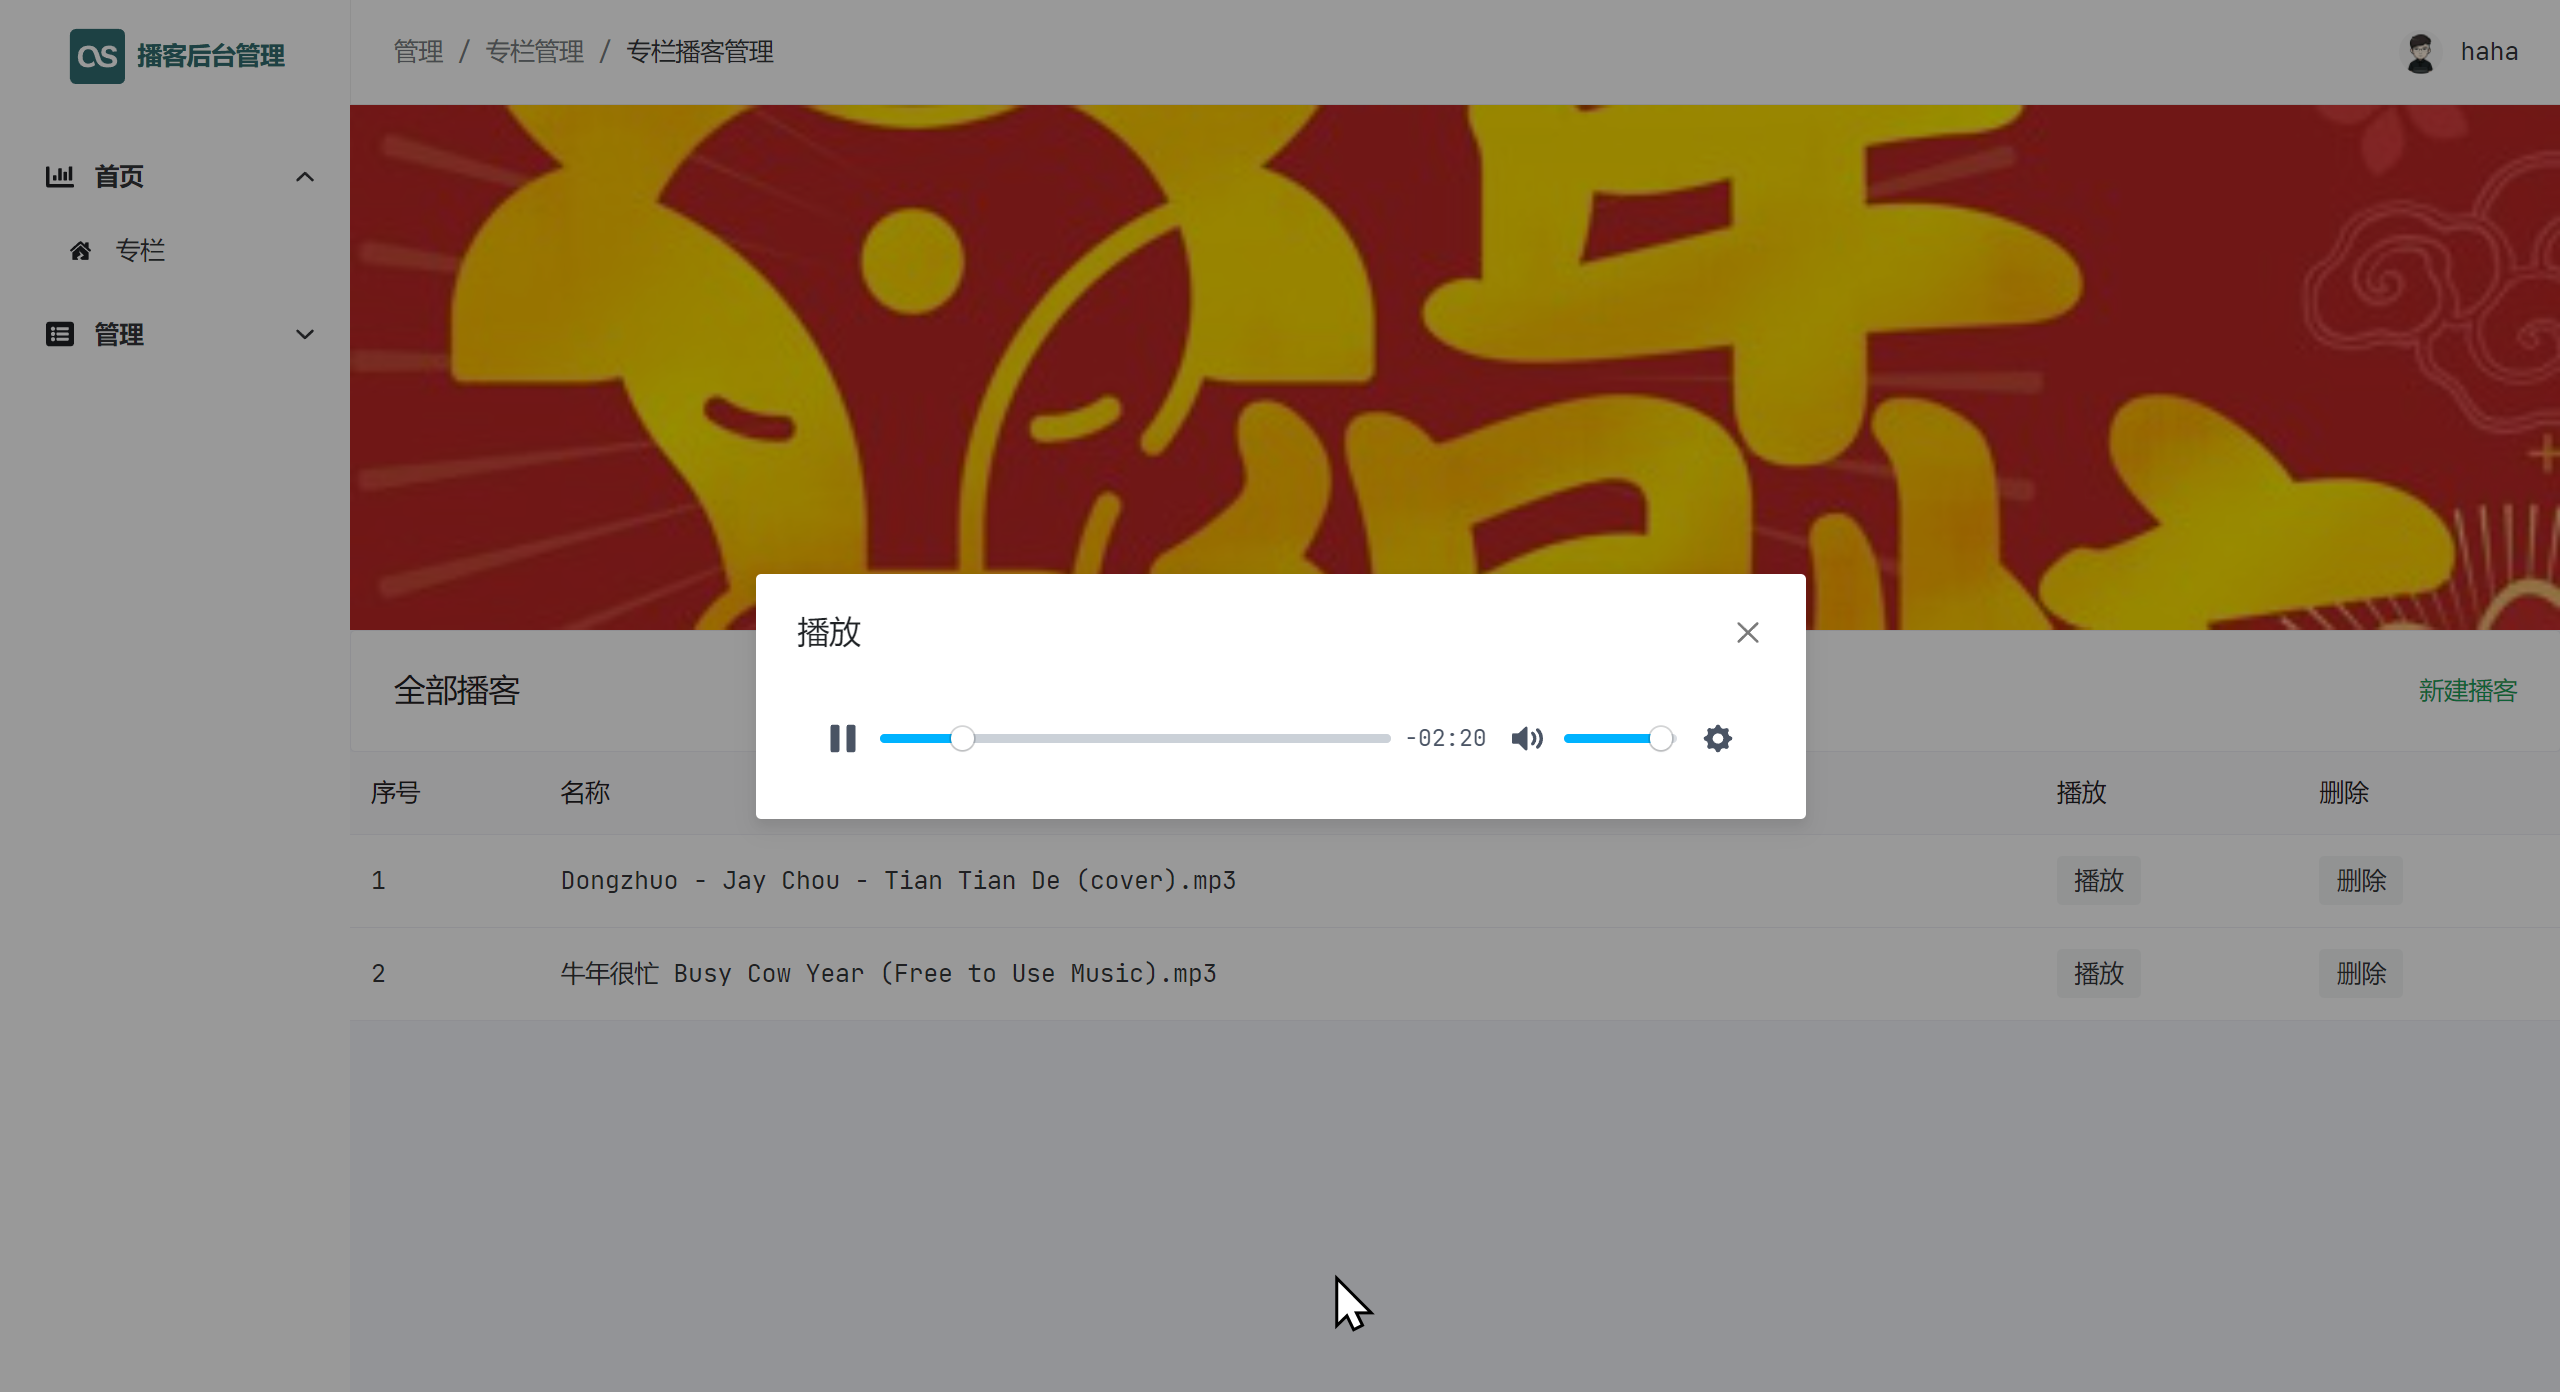 播客后台管理
管理 / 专栏管理 / 专栏播客管理
haha
首页
专栏
管理
播放
-02:20
全部播客
新建播客
序号 名称 播放 删除
1 Dongzhuo - Jay Chou - Tian Tian De (cover).mp3 播放 删除
2 牛年很忙 Busy Cow Year (Free to Use Music).mp3 播放 删除